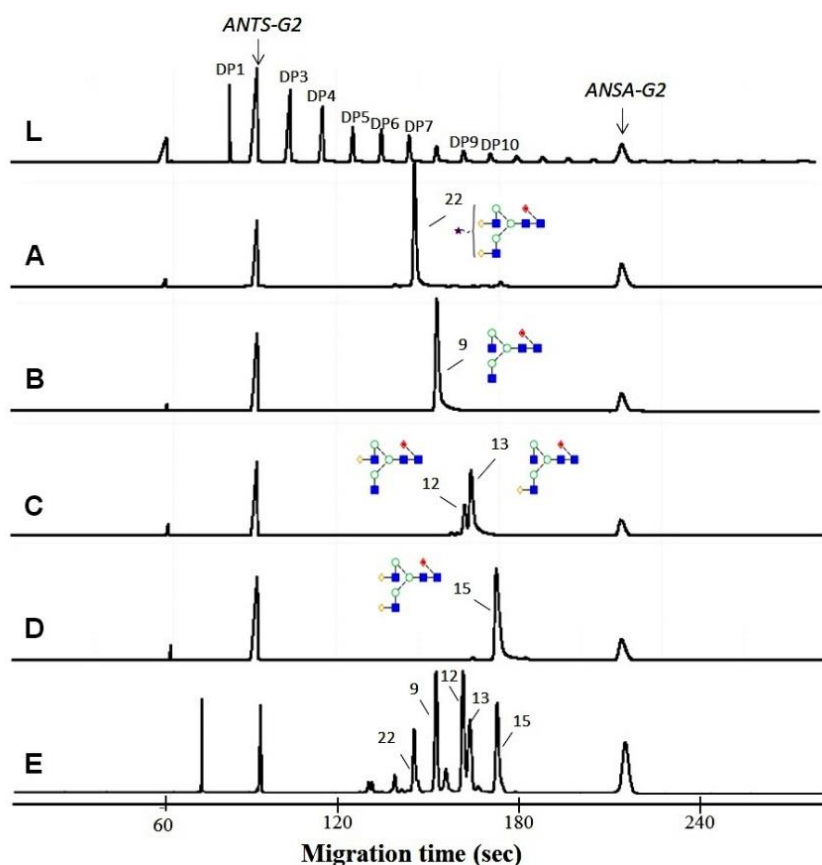 ANTS-G2
DP1
DP3
DP4
DP5
DP6
DP7
DP9
DP10
ANSA-G2
L
22
A
9
B
13
12
C
15
D
9
12
13
22
15
E
60
120
180
240
Migration time (sec)